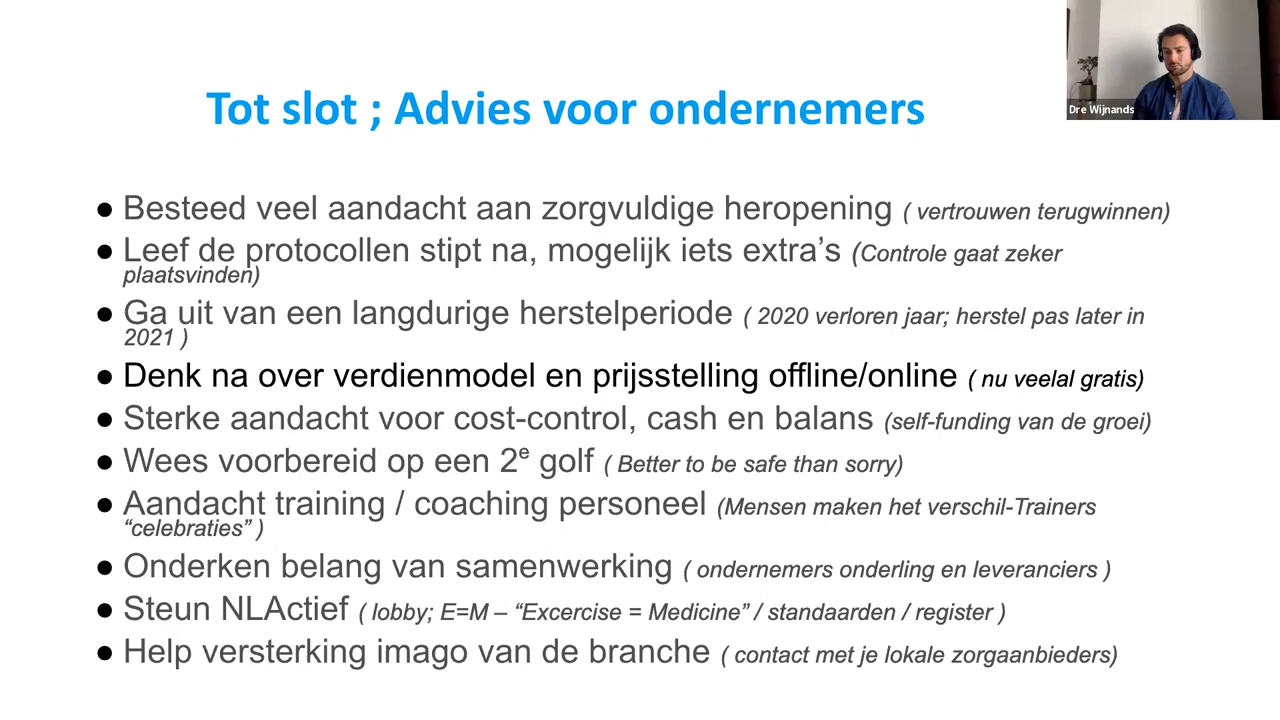 Tot slot ; Advies voor ondernemers
Dre Wijnands
● Besteed veel aandacht aan zorgvuldige heropening ( vertrouwen terugwinnen)
● Leef de protocollen stipt na, mogelijk iets extra’s (Controle gaat zeker
plaatsvinden)
● Ga uit van een langdurige herstelperiode ( 2020 verloren jaar; herstel pas later in
2021 )
● Denk na over verdienmodel en prijsstelling offline/online ( nu veelal gratis)
● Sterke aandacht voor cost-control, cash en balans (self-funding van de groei)
● Wees voorbereid op een 2e golf ( Better to be safe than sorry)
● Aandacht training / coaching personeel (Mensen maken het verschil-Trainers
“celebraties” )
● Onderken belang van samenwerking ( ondernemers onderling en leveranciers )
● Steun NLActief ( lobby; E=M – “Excercise = Medicine” / standaarden / register )
● Help versterking imago van de branche ( contact met je lokale zorgaanbieders)